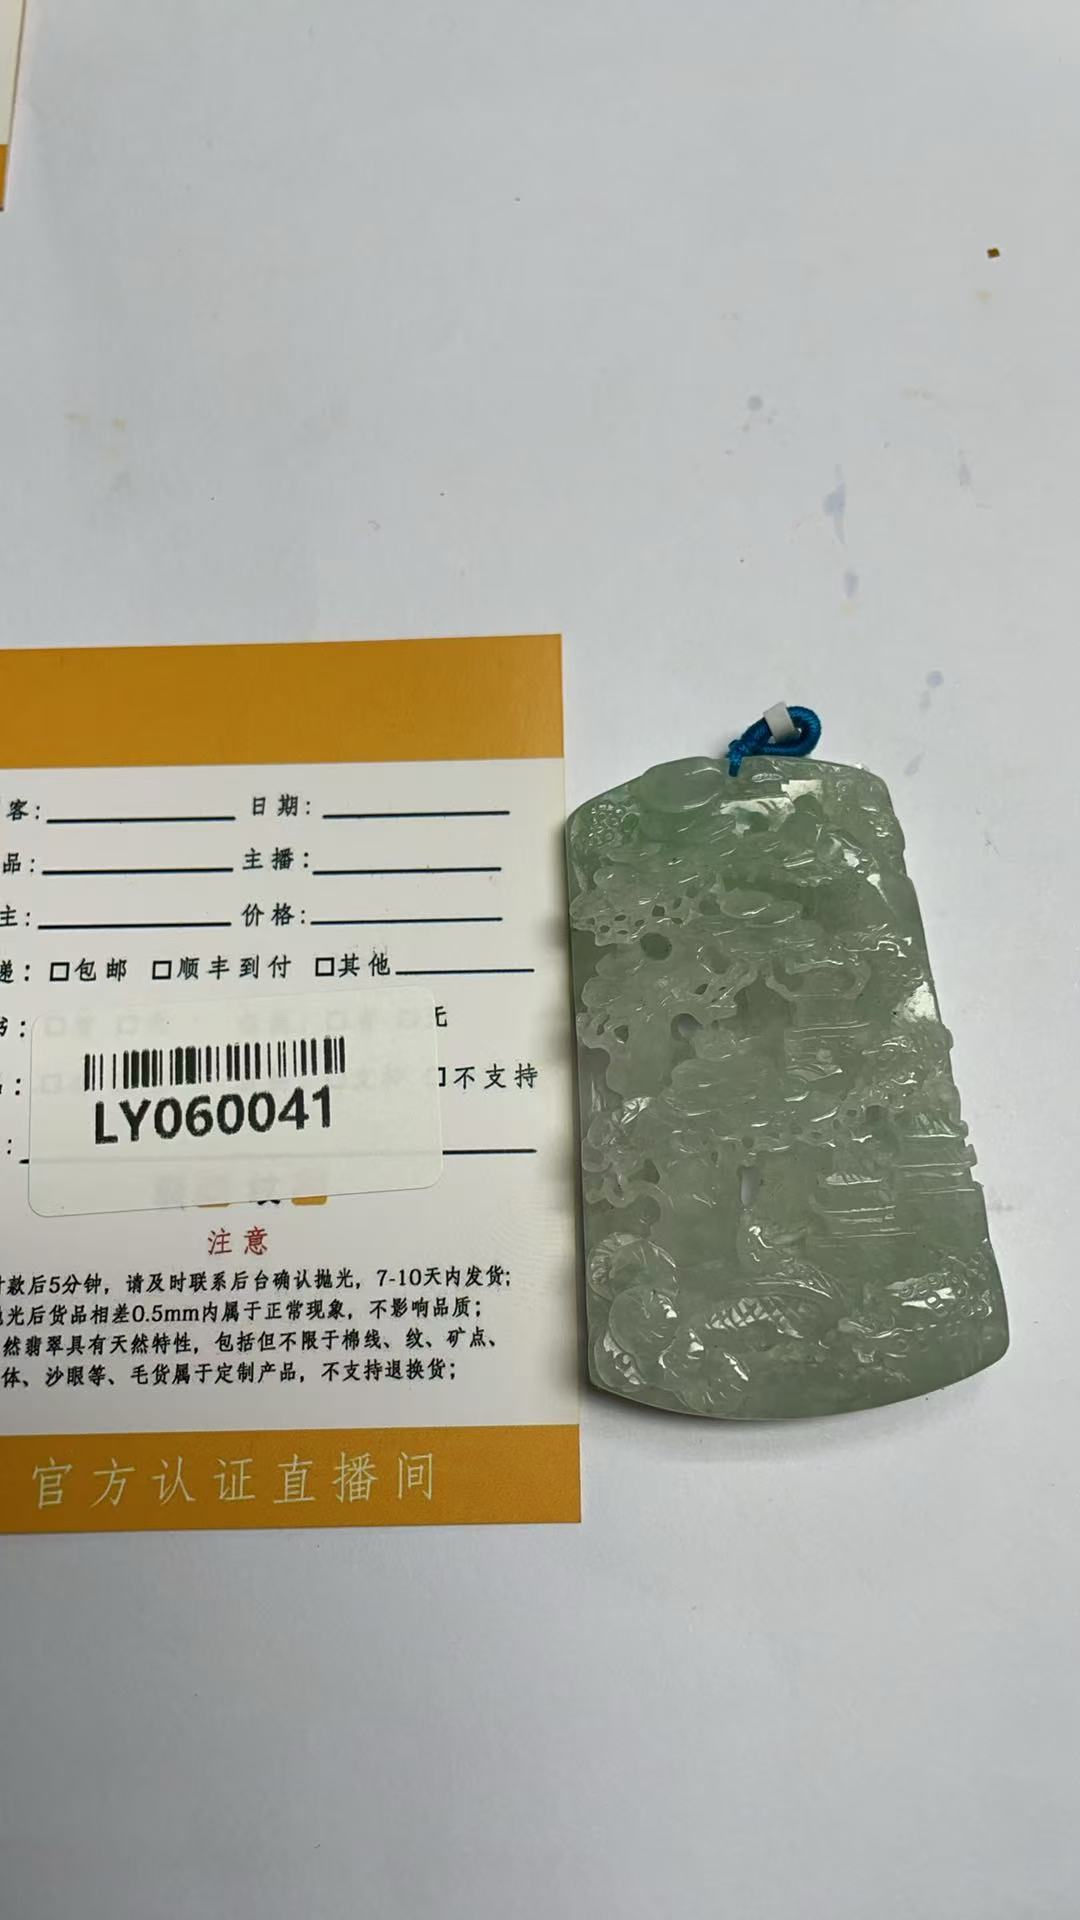 客: 日期:
品: 主播:
主: 价格:
递: 包邮 顺丰到付 其他
书: 无
不支持
LY060041
注意
款后5分钟，请及时联系后台确认抛光，7-10天内发货；
光后货品相差0.5mm内属于正常现象，不影响品质；
然翡翠具有天然特性，包括但不限于棉线、纹、矿点、
体、沙眼等、毛货属于定制产品，不支持退换货；
官方认证直播间